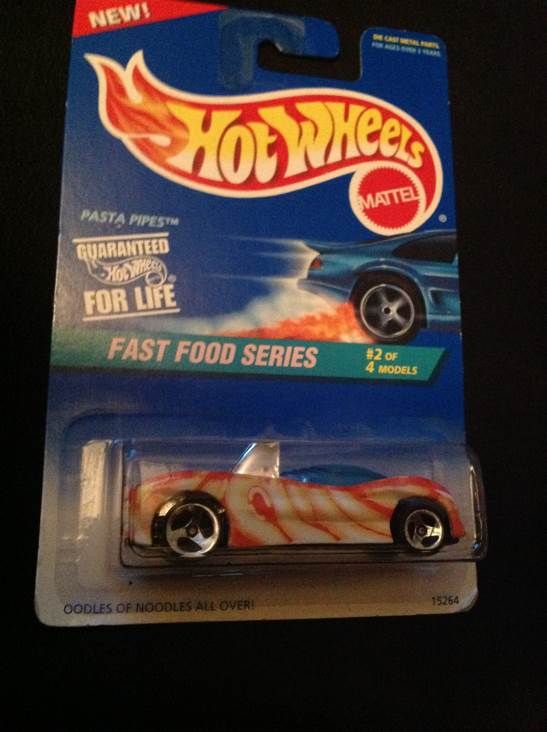 NEW!
DIE CAST METAL PARTS
FOR AGES OVER 3 YEARS
HOT WHEELS
MATTEL
®
PASTA PIPES™
GUARANTEED
HOT WHEELS®
FOR LIFE
FAST FOOD SERIES
#2 OF
4 MODELS
OODLES OF NOODLES ALL OVER!
15264